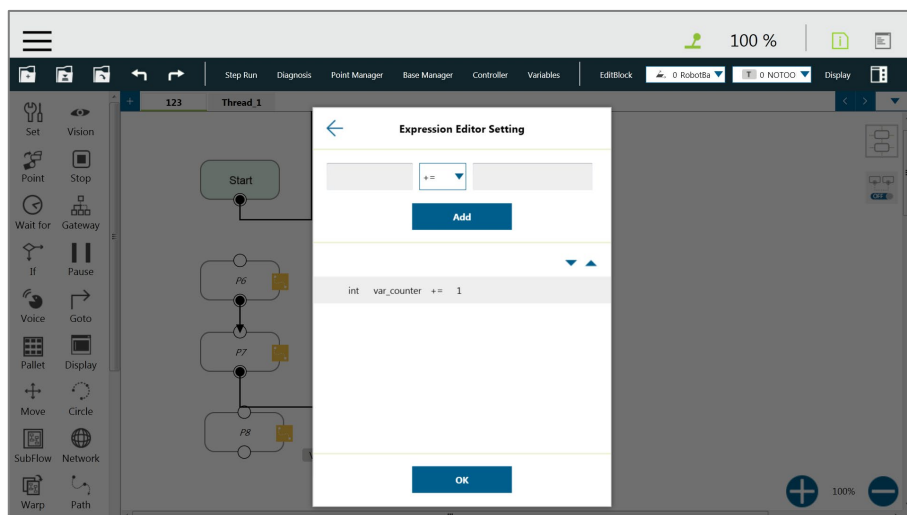 100 %
Step Run Diagnosis Point Manager Base Manager Controller Variables EditBlock 0 RobotBa T 0 NOTOO Display
+ 123 Thread_1 < >
Set Vision
Point Stop
Wait for Gateway
If Pause
Voice Goto
Pallet Display
Move Circle
SubFlow Network
Warp Path
Start
P6
P7
P8
Expression Editor Setting
+=
Add
int var_counter += 1
OK
OFF
100%